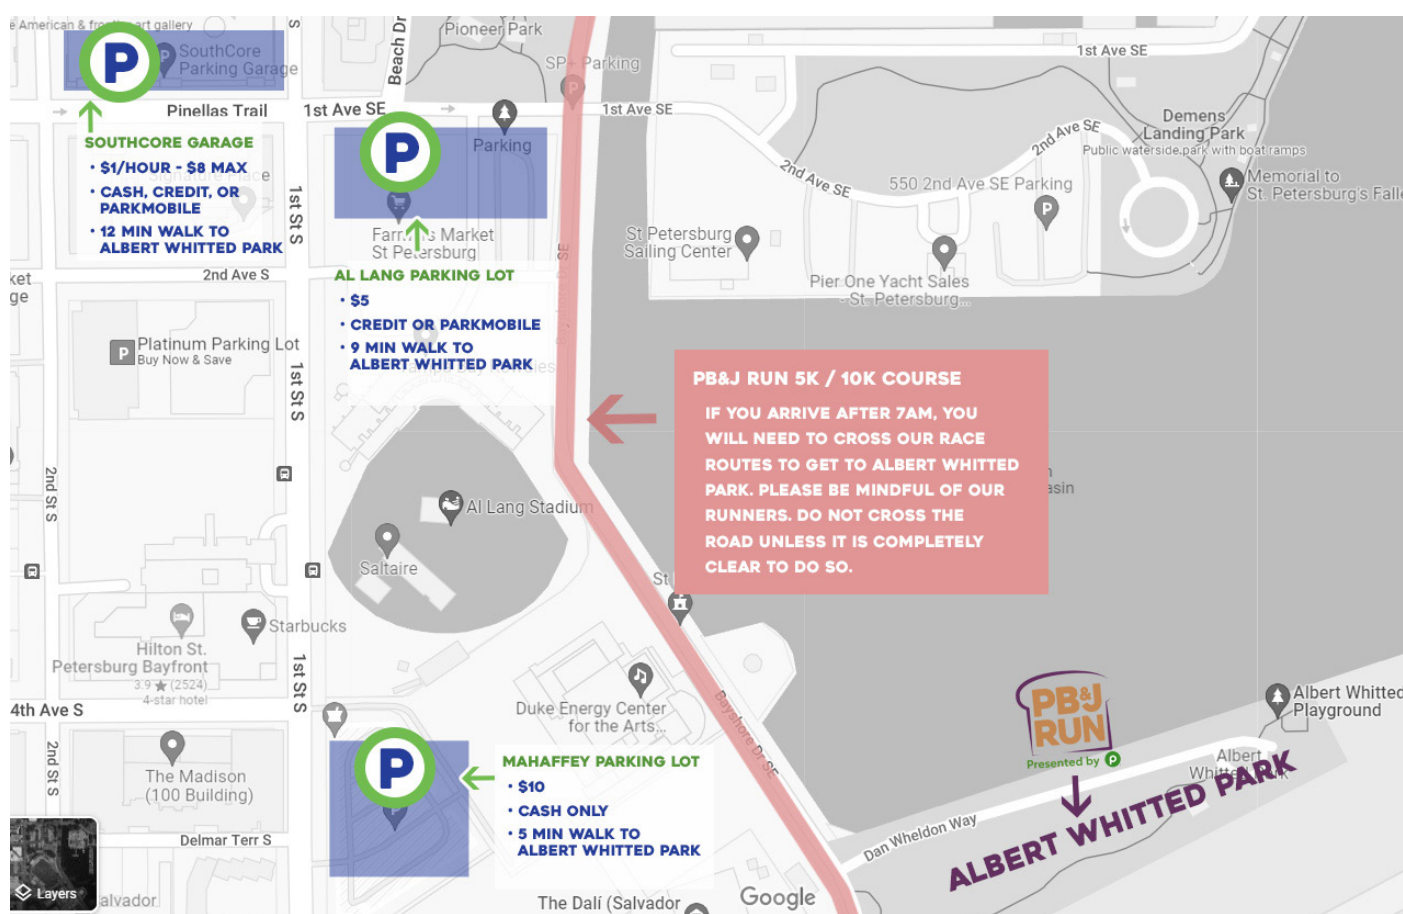 e American & fr art gallery
S
Pioneer Park
Beach Dr
1st Ave SE
P
SouthCore
Parking Garage
SP+ Parking
Pinellas Trail
1st Ave SE
1st Ave SE
P
Parking
2nd Ave SE
Demens
Landing Park
Public waterside park with boat ramps
SOUTHCORE GARAGE
• $1/HOUR - $8 MAX
• CASH, CREDIT, OR
PARKMOBILE
• 12 MIN WALK TO
ALBERT WHITTED PARK
Signature Place
1st St S
2nd Ave SE
550 2nd Ave SE Parking
Memorial to
St. Petersburg's Falle
Farmers Market
St Petersburg
St Petersburg
Sailing Center
2nd Ave S
ket
ge
AL LANG PARKING LOT
• $5
• CREDIT OR PARKMOBILE
• 9 MIN WALK TO
ALBERT WHITTED PARK
Pier One Yacht Sales
- St. Petersburg...
Platinum Parking Lot
Buy Now & Save
1st St S
PB&J RUN 5K / 10K COURSE
IF YOU ARRIVE AFTER 7AM, YOU
WILL NEED TO CROSS OUR RACE
ROUTES TO GET TO ALBERT WHITTED
PARK. PLEASE BE MINDFUL OF OUR
RUNNERS. DO NOT CROSS THE
ROAD UNLESS IT IS COMPLETELY
CLEAR TO DO SO.
asin
2nd St S
Al Lang Stadium
Saltaire
St
Starbucks
Hilton St.
Petersburg Bayfront
3.9 ★ (2524)
4-star hotel
1st St S
4th Ave S
Duke Energy Center
for the Arts...
Bayshore Dr SE
PB&J
RUN
Presented by P
Albert Whitted
Playground
Albert
ALBERT WHITTED PARK
2nd St S
The Madison
(100 Building)
P
MAHAFFEY PARKING LOT
• $10
• CASH ONLY
• 5 MIN WALK TO
ALBERT WHITTED PARK
Dan Wheldon Way
Delmar Terr S
Layers
alvador
The Dalí (Salvador
Google